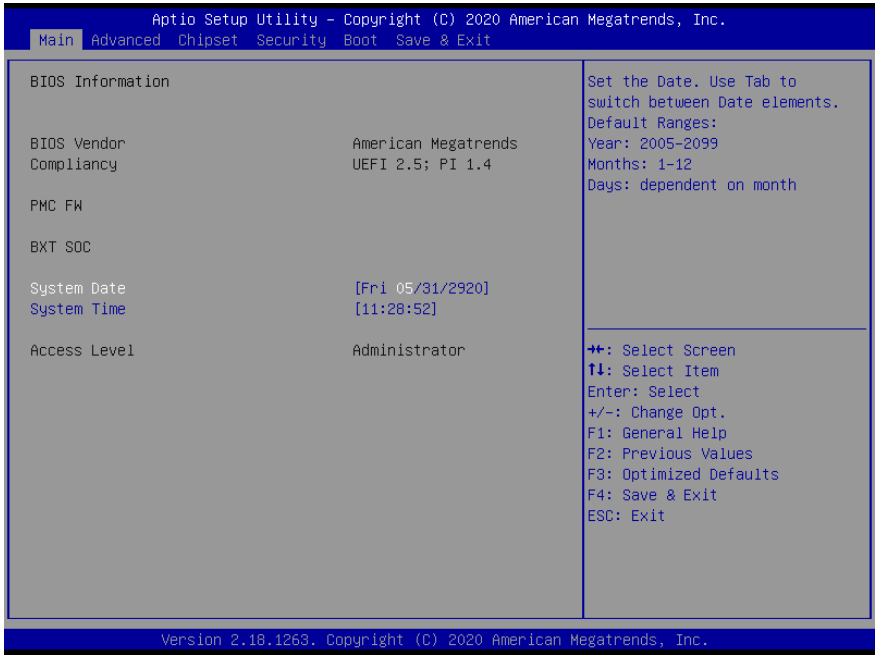 Aptio Setup Utility – Copyright (C) 2020 American Megatrends, Inc.
Main Advanced Chipset Security Boot Save & Exit
BIOS Information
BIOS Vendor American Megatrends
Compliancy UEFI 2.5; PI 1.4
PMC FW
BXT SOC
System Date [Fri 05/31/2920]
System Time [11:28:52]
Access Level Administrator
Set the Date. Use Tab to
switch between Date elements.
Default Ranges:
Year: 2005-2099
Months: 1-12
Days: dependent on month
→←: Select Screen
↑↓: Select Item
Enter: Select
+/-: Change Opt.
F1: General Help
F2: Previous Values
F3: Optimized Defaults
F4: Save & Exit
ESC: Exit
Version 2.18.1263. Copyright (C) 2020 American Megatrends, Inc.